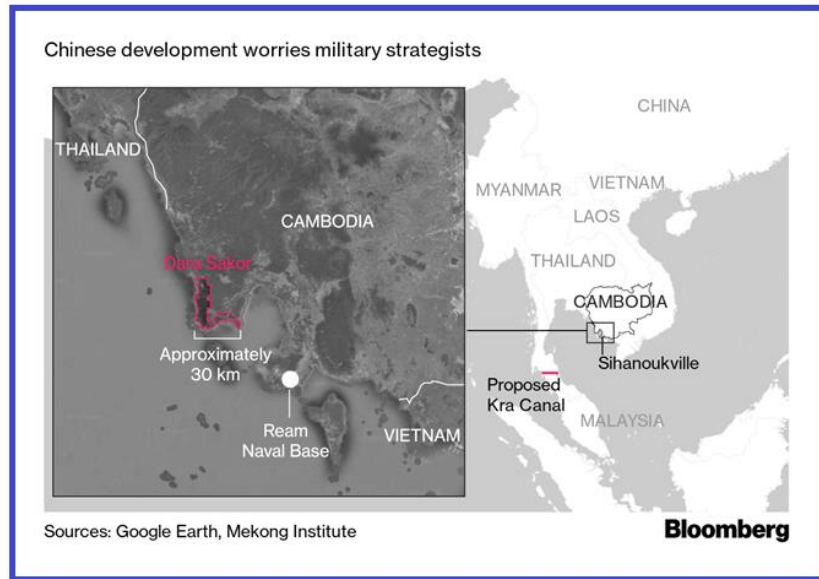 Chinese development worries military strategists
THAILAND
CAMBODIA
Dara Sakor
Approximately
30 km
Ream
Naval Base
VIETNAM
CHINA
MYANMAR
VIETNAM
LAOS
THAILAND
CAMBODIA
Sihanoukville
Proposed
Kra Canal
MALAYSIA
Sources: Google Earth, Mekong Institute
Bloomberg